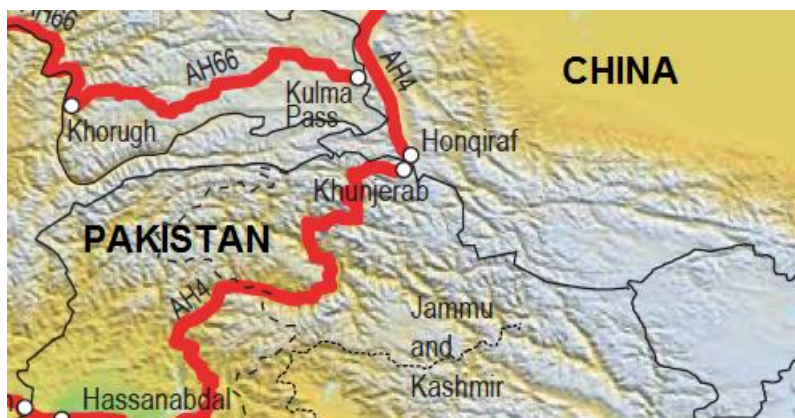 AH66
AH66
AH4
CHINA
Kulma
Pass
Khorugh
Honqiraf
Khunjerab
PAKISTAN
AH4
Jammu
and
Kashmir
Hassanabdal